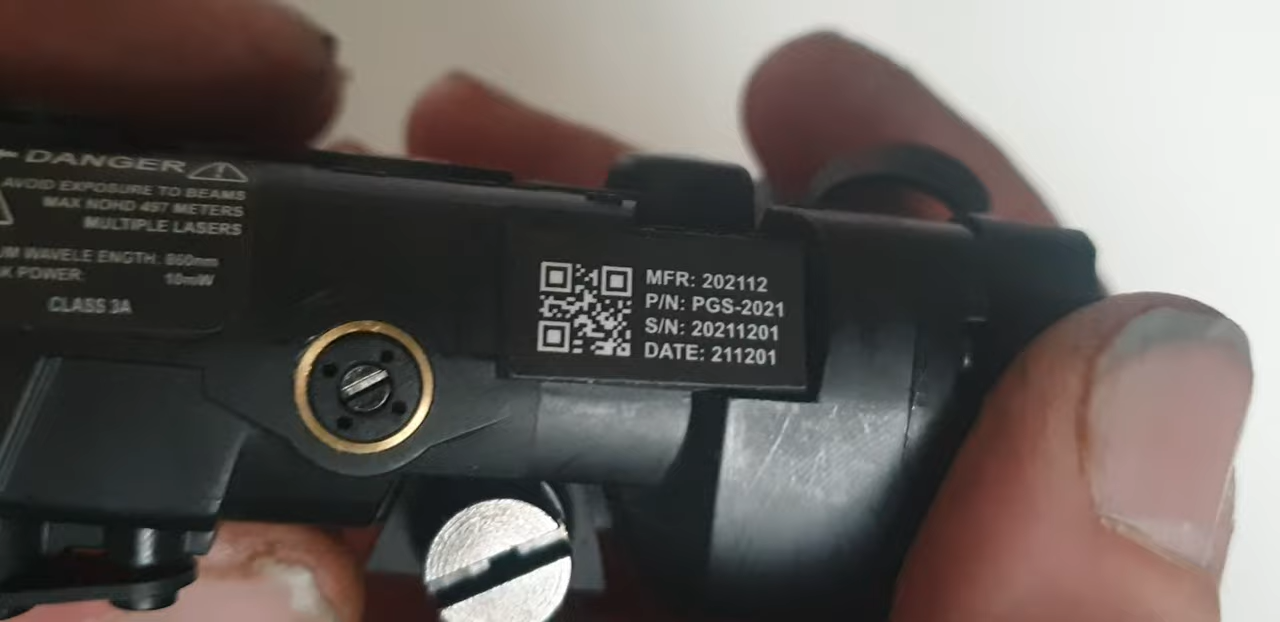 DANGER
AVOID EXPOSURE TO BEAMS
MAX NOHD 497 METERS
MULTIPLE LASERS
UM WAVELE ENGTH: 860nm
K POWER: 10mW
CLASS 3A
MFR: 202112
P/N: PGS-2021
S/N: 20211201
DATE: 211201